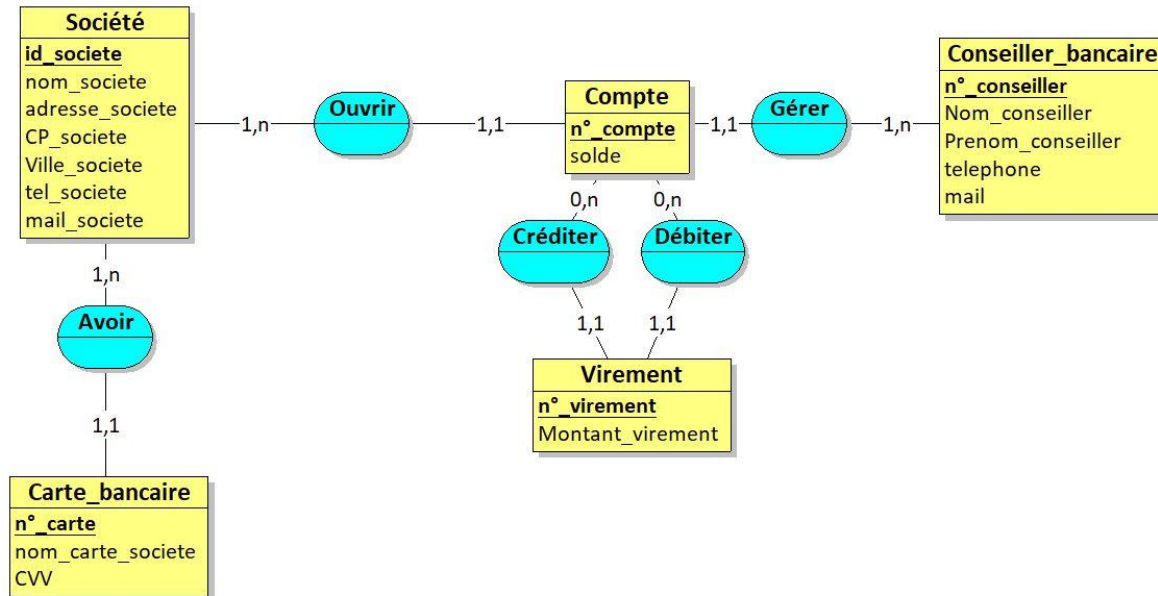 Société
id_societe
nom_societe
adresse_societe
CP_societe
Ville_societe
tel_societe
mail_societe
1,n
Ouvrir
1,1
Compte
n°_compte
solde
1,1
Gérer
1,n
Conseiller_bancaire
n°_conseiller
Nom_conseiller
Prenom_conseiller
telephone
mail
0,n
0,n
Créditer
Débiter
1,1
1,1
Virement
n°_virement
Montant_virement
1,n
Avoir
1,1
Carte_bancaire
n°_carte
nom_carte_societe
CVV